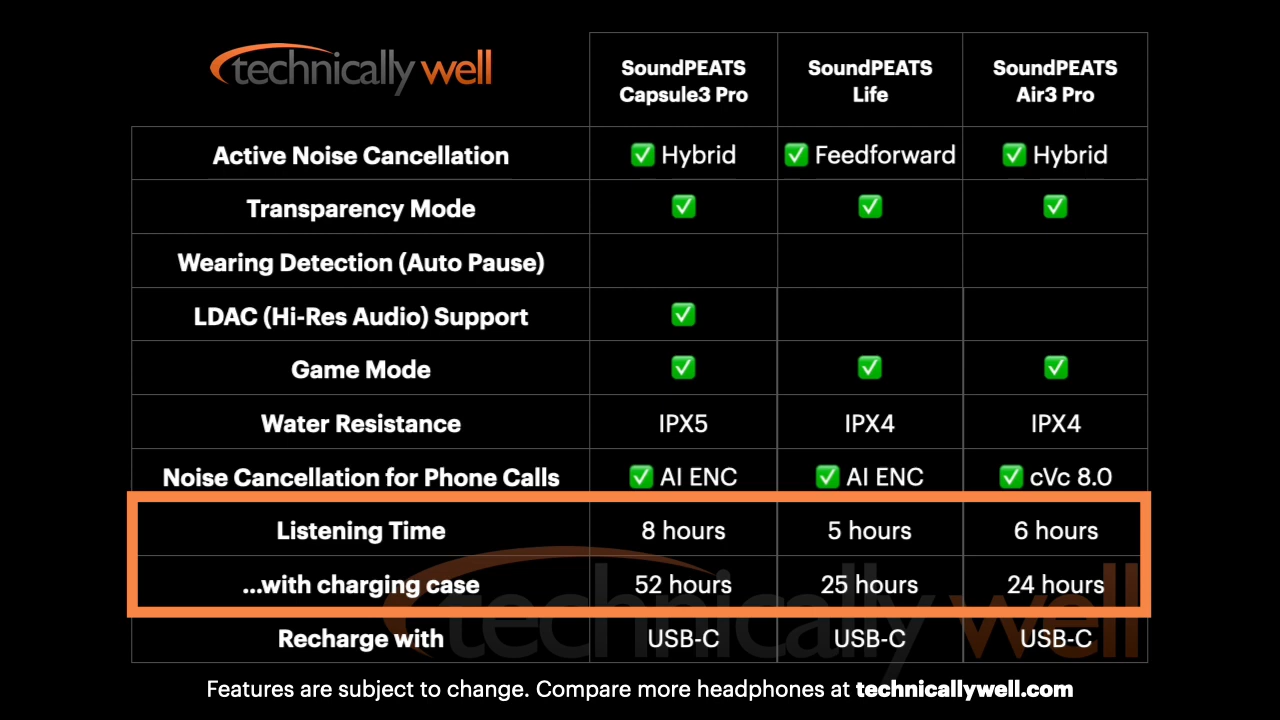 technically well
SoundPEATS
Capsule3 Pro
SoundPEATS
Life
SoundPEATS
Air3 Pro
Active Noise Cancellation ✅ Hybrid ✅ Feedforward ✅ Hybrid
Transparency Mode ✅ ✅ ✅
Wearing Detection (Auto Pause)
LDAC (Hi-Res Audio) Support ✅
Game Mode ✅ ✅ ✅
Water Resistance IPX5 IPX4 IPX4
Noise Cancellation for Phone Calls ✅ AI ENC ✅ AI ENC ✅ cVc 8.0
Listening Time 8 hours 5 hours 6 hours
...with charging case 52 hours 25 hours 24 hours
technically well
Recharge with USB-C USB-C USB-C
Features are subject to change. Compare more headphones at technicallywell.com